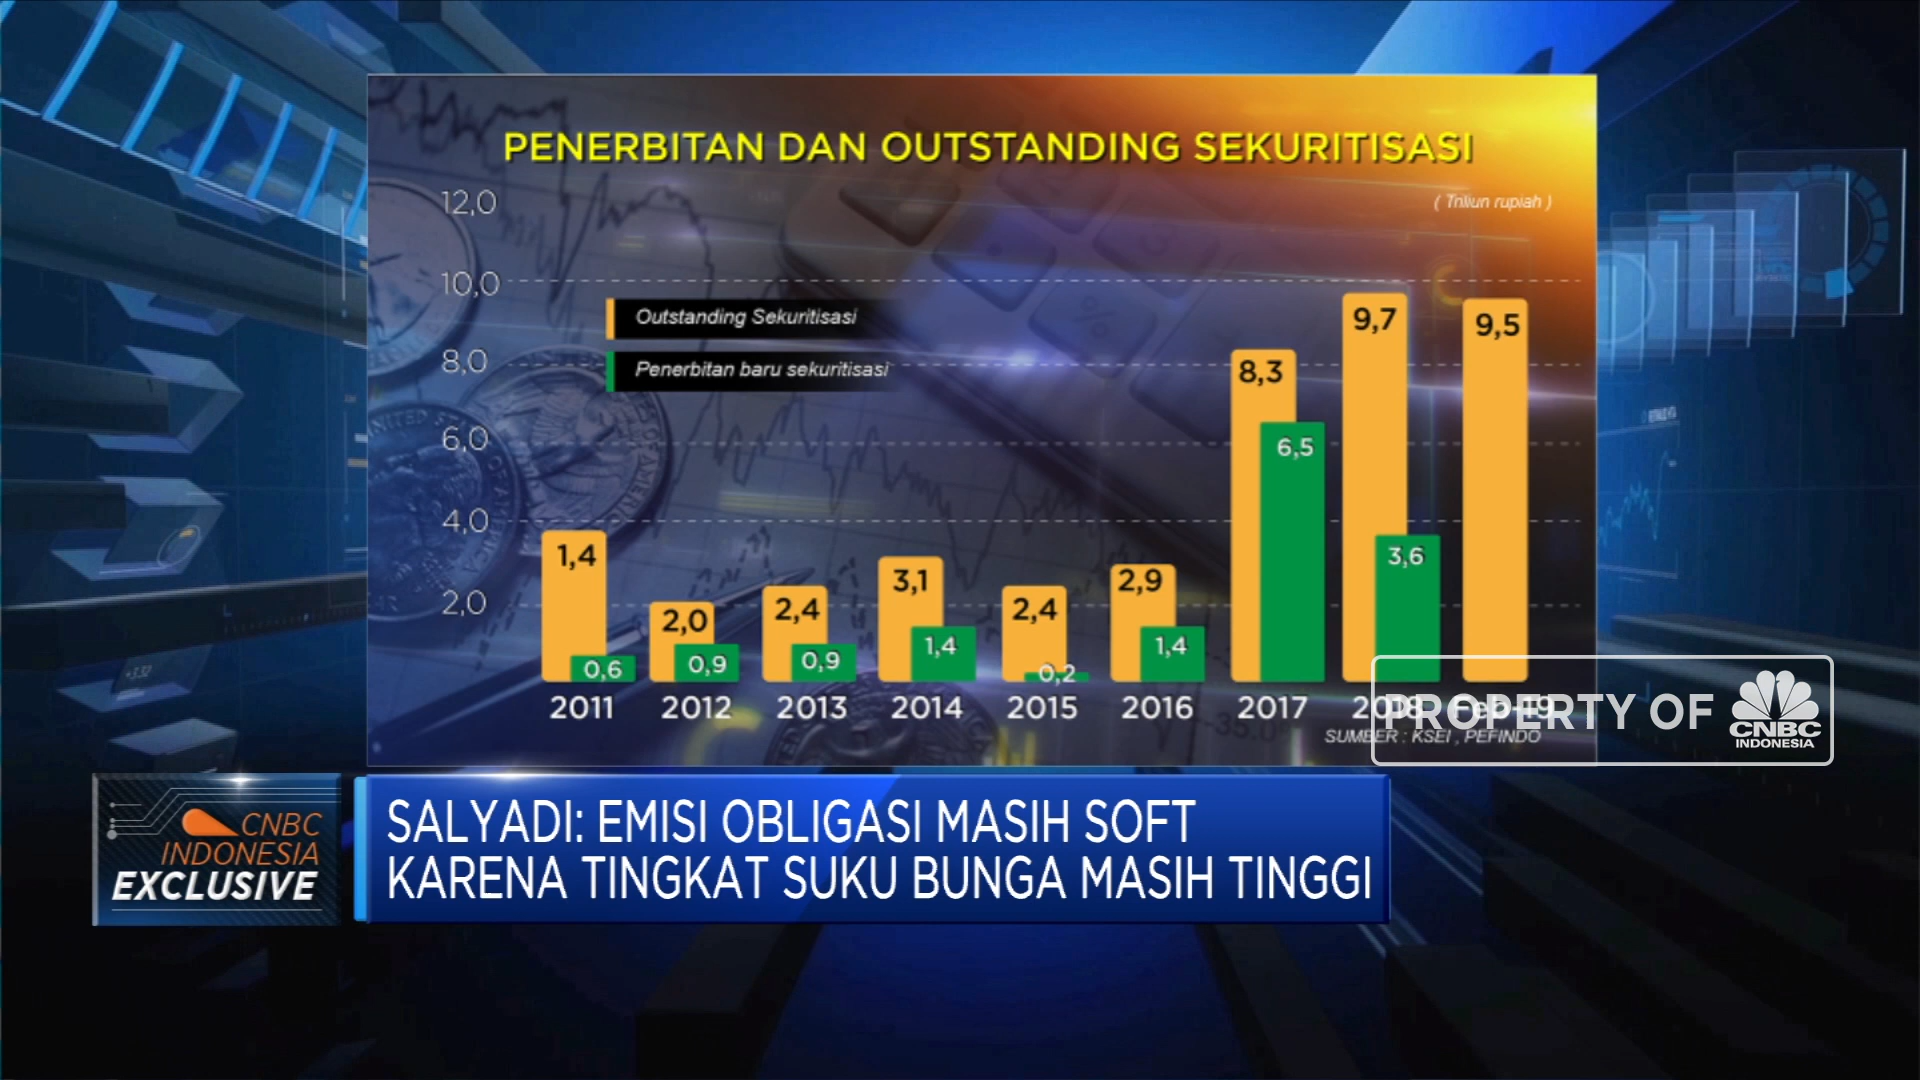 PENERBITAN DAN OUTSTANDING SEKURITISASI
( Triliun rupiah )
12,0
10,0
8,0
6,0
4,0
2,0
Outstanding Sekuritisasi
Penerbitan baru sekuritisasi
1,4
0,6
2,0
0,9
2,4
0,9
3,1
1,4
2,4
0,2
2,9
1,4
8,3
6,5
9,7
3,6
9,5
2011 2012 2013 2014 2015 2016 2017 2018 Feb-19
SUMBER : KSEI , PEFINDO
PROPERTY OF CNBC
INDONESIA
CNBC
INDONESIA
EXCLUSIVE
SALYADI: EMISI OBLIGASI MASIH SOFT
KARENA TINGKAT SUKU BUNGA MASIH TINGGI